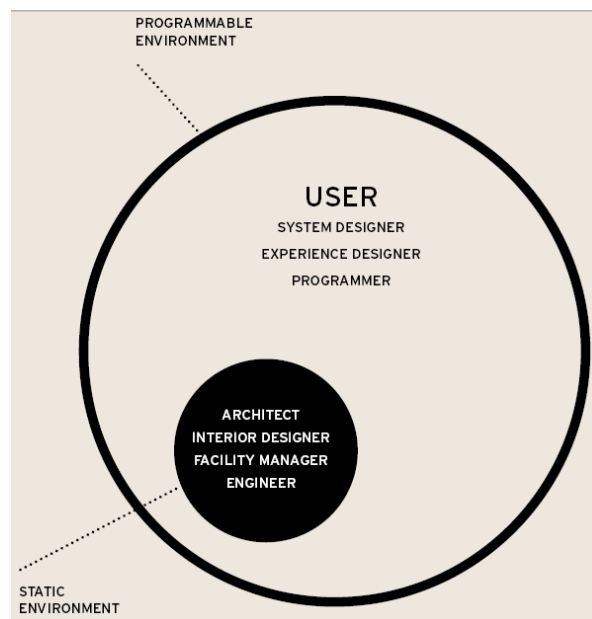 PROGRAMMABLE
ENVIRONMENT
USER
SYSTEM DESIGNER
EXPERIENCE DESIGNER
PROGRAMMER
ARCHITECT
INTERIOR DESIGNER
FACILITY MANAGER
ENGINEER
STATIC
ENVIRONMENT